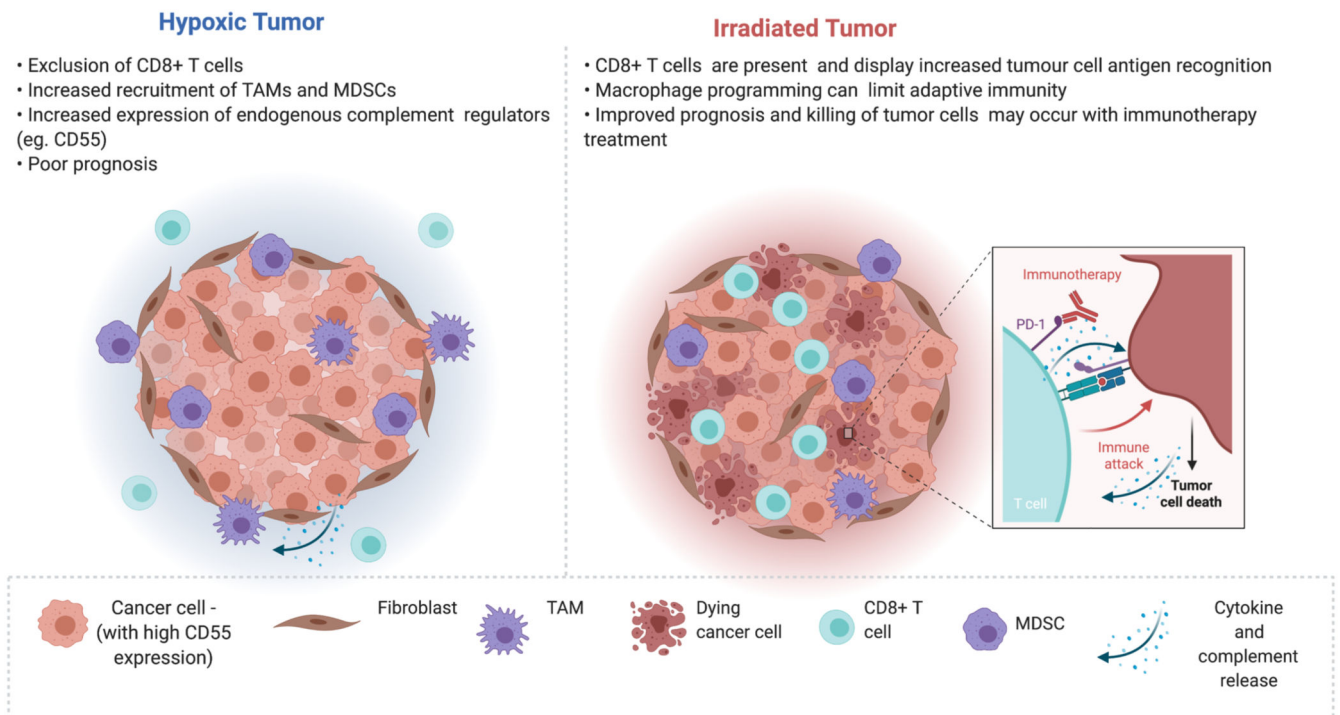 Hypoxic Tumor
• Exclusion of CD8+ T cells
• Increased recruitment of TAMs and MDSCs
• Increased expression of endogenous complement regulators
(eg. CD55)
• Poor prognosis
Irradiated Tumor
• CD8+ T cells are present and display increased tumour cell antigen recognition
• Macrophage programming can limit adaptive immunity
• Improved prognosis and killing of tumor cells may occur with immunotherapy
treatment
Immunotherapy
PD-1
Immune
attack
T cell
Tumor
cell death
Cancer cell -
(with high CD55
expression)
Fibroblast
TAM
Dying
cancer cell
CD8+ T
cell
MDSC
Cytokine
and
complement
release